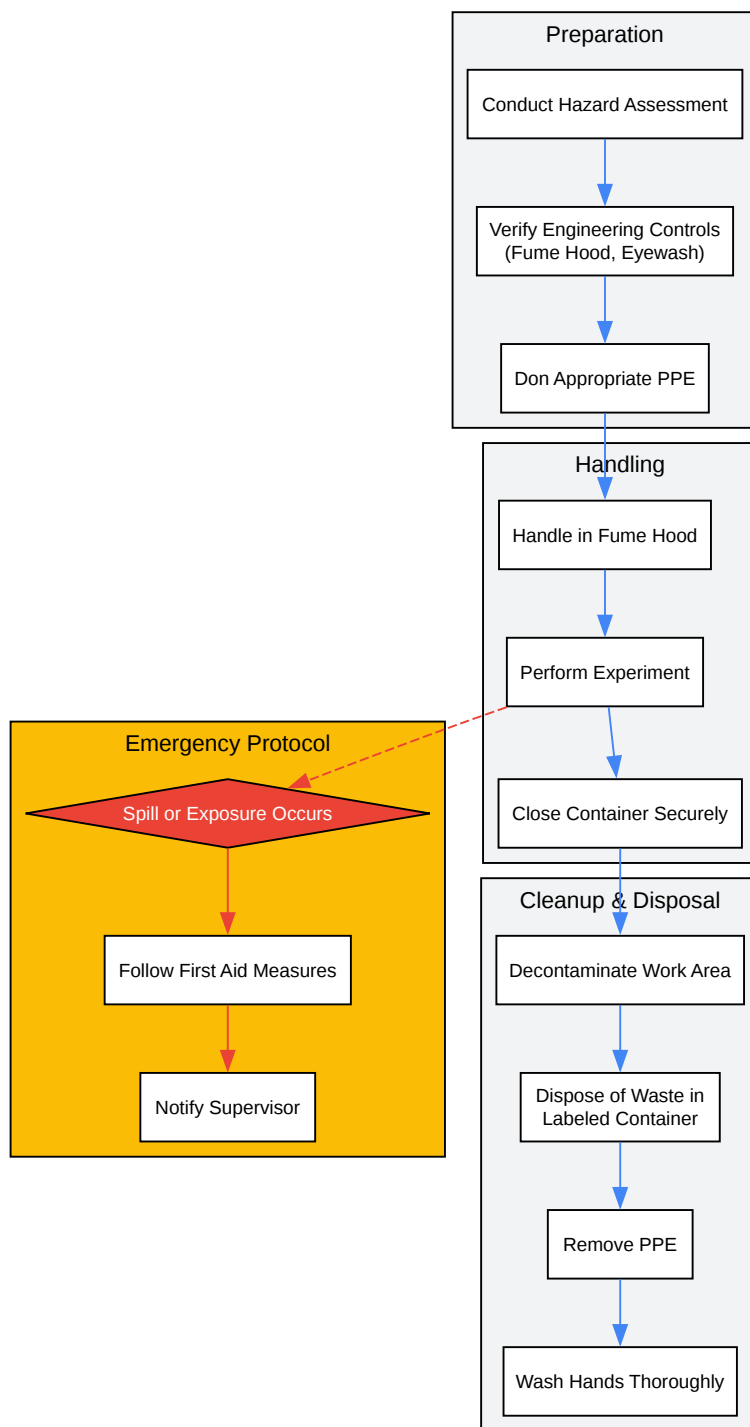 Preparation
Conduct Hazard Assessment
Verify Engineering Controls
(Fume Hood, Eyewash)
Don Appropriate PPE
Handling
Handle in Fume Hood
Perform Experiment
Close Container Securely
Emergency Protocol
Spill or Exposure Occurs
Follow First Aid Measures
Notify Supervisor
Cleanup & Disposal
Decontaminate Work Area
Dispose of Waste in
Labeled Container
Remove PPE
Wash Hands Thoroughly